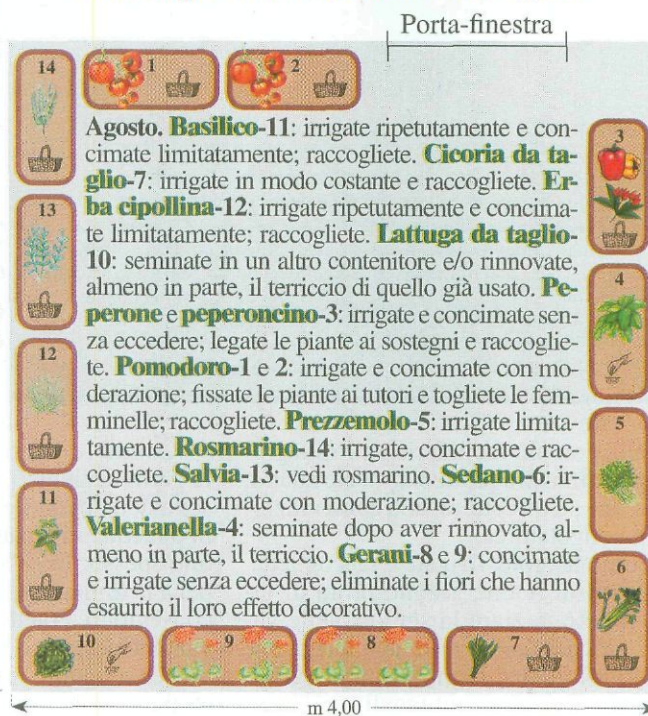 Porta-finestra
14
1
2
Agosto. Basilico-11: irrigate ripetutamente e con-
cimate limitatamente; raccogliete. Cicoria da ta-
glio-7: irrigate in modo costante e raccogliete. Er-
ba cipollina-12: irrigate ripetutamente e concima-
te limitatamente; raccogliete. Lattuga da taglio-
10: seminate in un altro contenitore e/o rinnovate,
almeno in parte, il terriccio di quello già usato. Pe-
perone e peperoncino-3: irrigate e concimate sen-
za eccedere; legate le piante ai sostegni e raccoglie-
te. Pomodoro-1 e 2: irrigate e concimate con mo-
derazione; fissate le piante ai tutori e togliete le fem-
minelle; raccogliete. Prezzemolo-5: irrigate limita-
tamente. Rosmarino-14: irrigate, concimate e rac-
cogliete. Salvia-13: vedi rosmarino. Sedano-6: ir-
rigate e concimate con moderazione; raccogliete.
Valerianella-4: seminate dopo aver rinnovato, al-
meno in parte, il terriccio. Gerani-8 e 9: concimate
e irrigate senza eccedere; eliminate i fiori che hanno
esaurito il loro effetto decorativo.
3
13
4
12
5
11
6
10
9
8
7
m 4,00